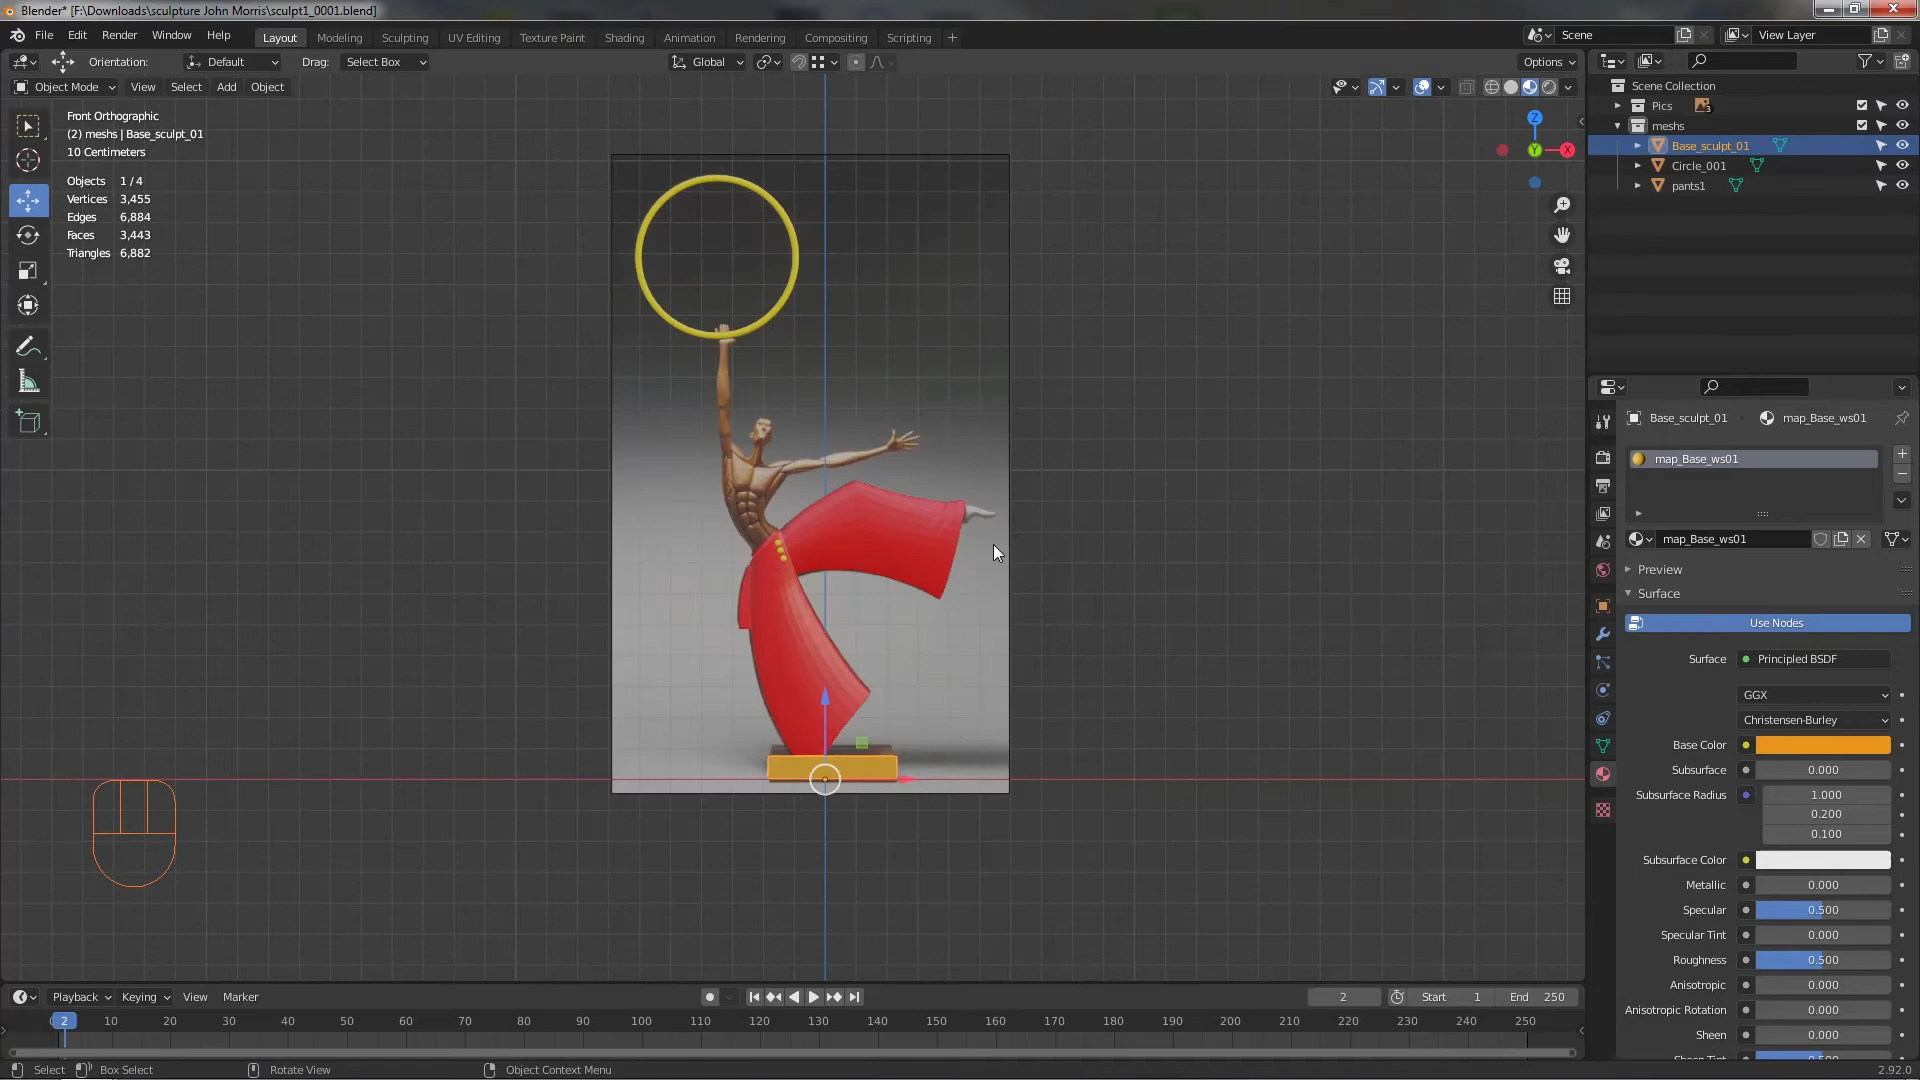 Blender* [F:\Downloads\sculpture John Morris\sculpt1_0001.blend]
File Edit Render Window Help Layout Modeling Sculpting UV Editing Texture Paint Shading Animation Rendering Compositing Scripting + Scene View Layer
Orientation: Default Drag: Select Box Global Options
Object Mode View Select Add Object
Front Orthographic
(2) meshs | Base_sculpt_01
10 Centimeters
Objects 1 / 4
Vertices 3,455
Edges 6,884
Faces 3,443
Triangles 6,882
Z
Y
X
Scene Collection
Pics 3
meshs
Base_sculpt_01
Circle_001
pants1
Base_sculpt_01 map_Base_ws01
map_Base_ws01
map_Base_ws01
Preview
Surface
Use Nodes
Surface Principled BSDF
GGX
Christensen-Burley
Base Color
Subsurface 0.000
Subsurface Radius 1.000
0.200
0.100
Subsurface Color
Metallic 0.000
Specular 0.500
Specular Tint 0.000
Roughness 0.500
Anisotropic 0.000
Anisotropic Rotation 0.000
Sheen 0.000
Sheen Tint 0.500
Playback Keying View Marker 2 Start 1 End 250
2 10 20 30 40 50 60 70 80 90 100 110 120 130 140 150 160 170 180 190 200 210 220 230 240 250
Select Box Select Rotate View Object Context Menu 2.92.0